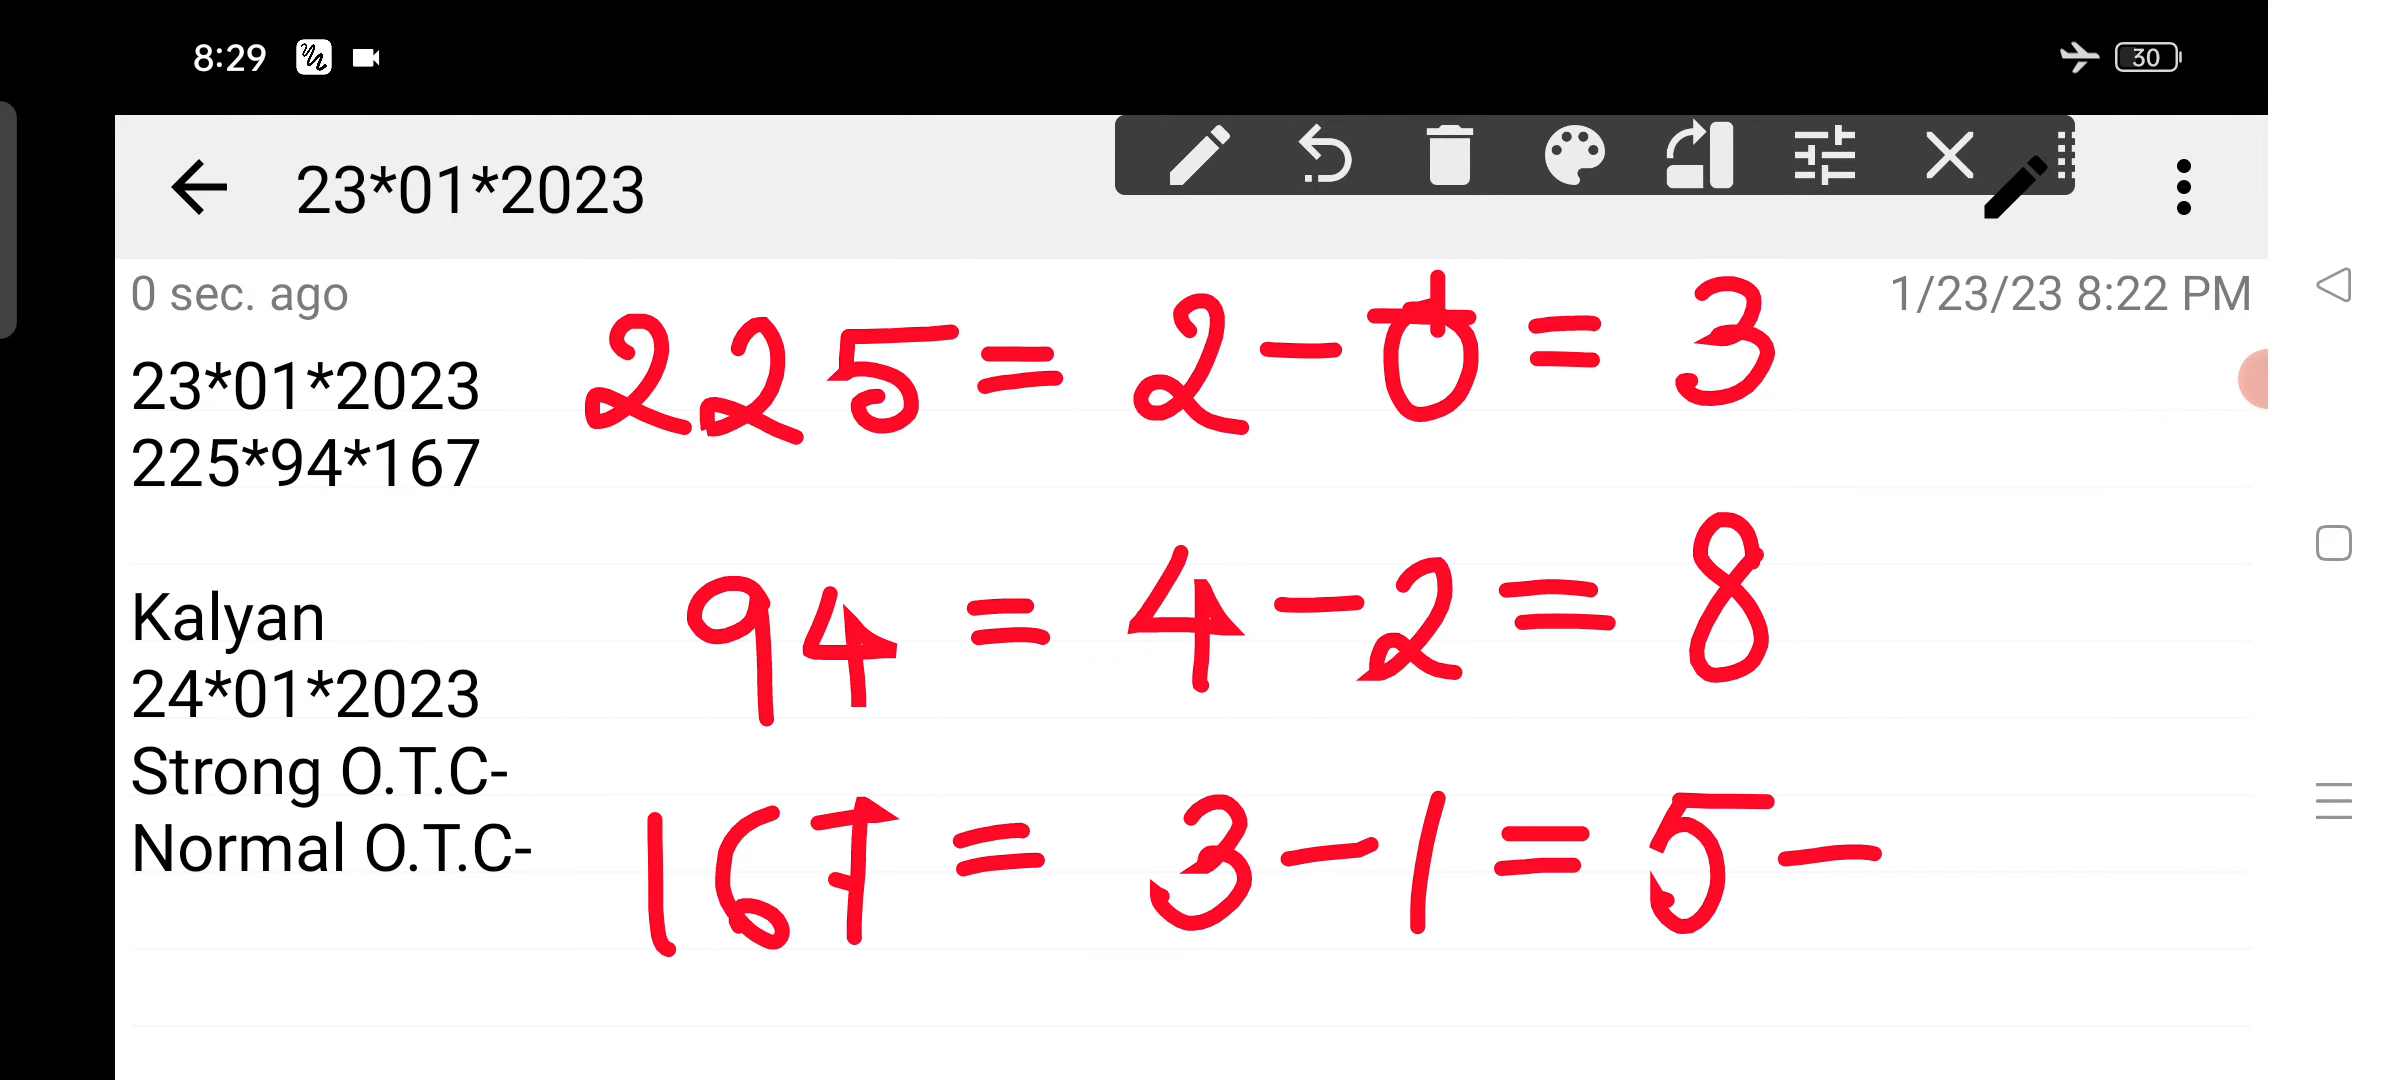 8:29
30
23*01*2023
0 sec. ago
1/23/23 8:22 PM
23*01*2023
225*94*167
225 = 2 - 0 = 3
94 = 4 - 2 = 8
Kalyan
24*01*2023
Strong O.T.C-
Normal O.T.C-
167 = 3 - 1 = 5 -